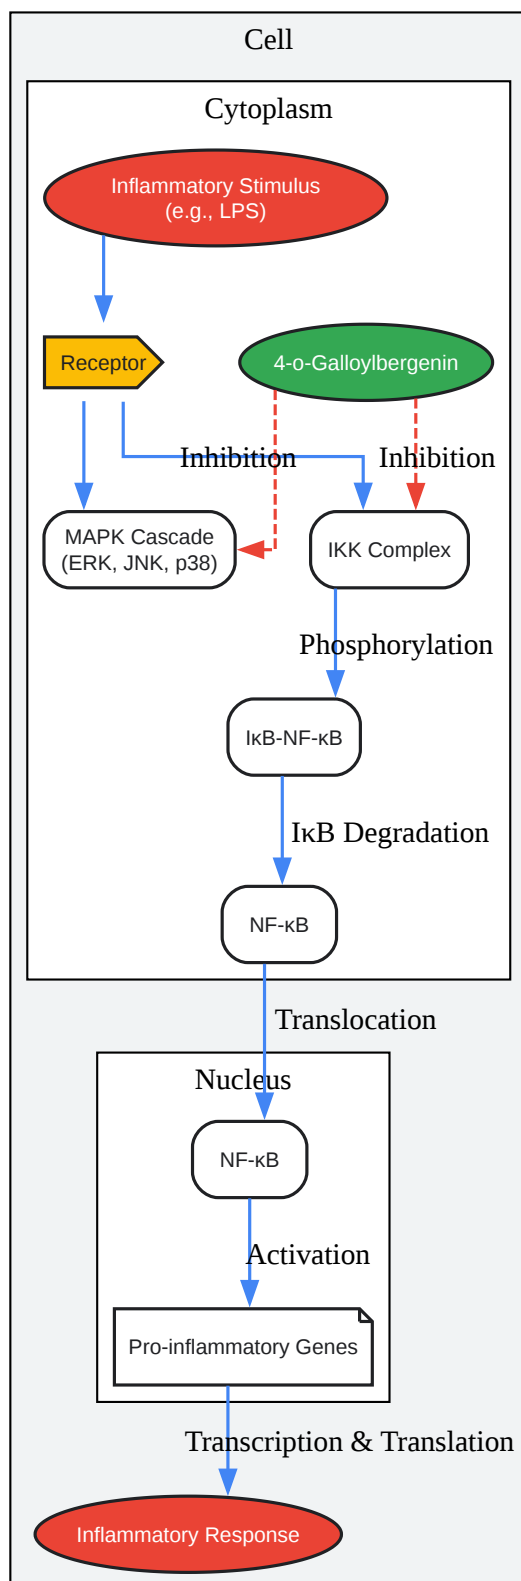 Cell
Cytoplasm
Inflammatory Stimulus
(e.g., LPS)
Receptor
4-o-Galloylbergenin
Inhibition
Inhibition
MAPK Cascade
(ERK, JNK, p38)
IKK Complex
Phosphorylation
IκB-NF-κB
IκB Degradation
NF-κB
Translocation
Nucleus
NF-κB
Activation
Pro-inflammatory Genes
Transcription & Translation
Inflammatory Response